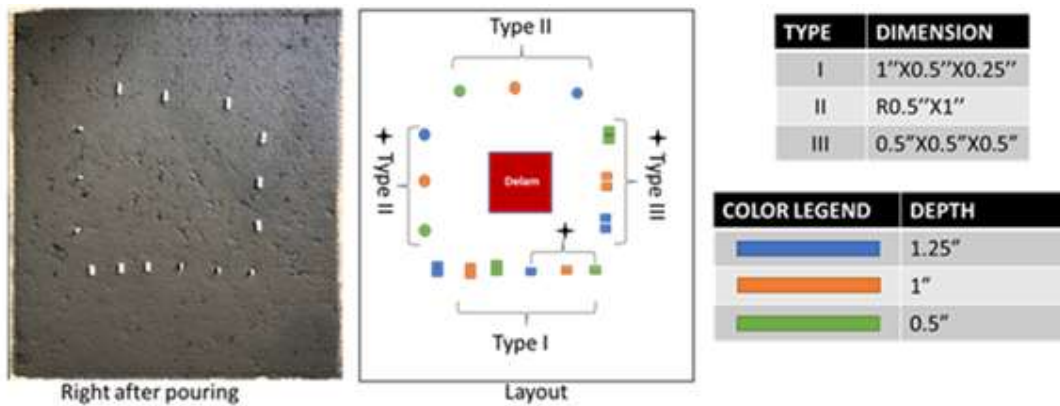 Type II
Type II
Delam
Type III
Type I
Right after pouring
Layout
TYPE DIMENSION
I 1”X0.5”X0.25”
II R0.5”X1”
III 0.5”X0.5”X0.5”
COLOR LEGEND DEPTH
1.25”
1”
0.5”